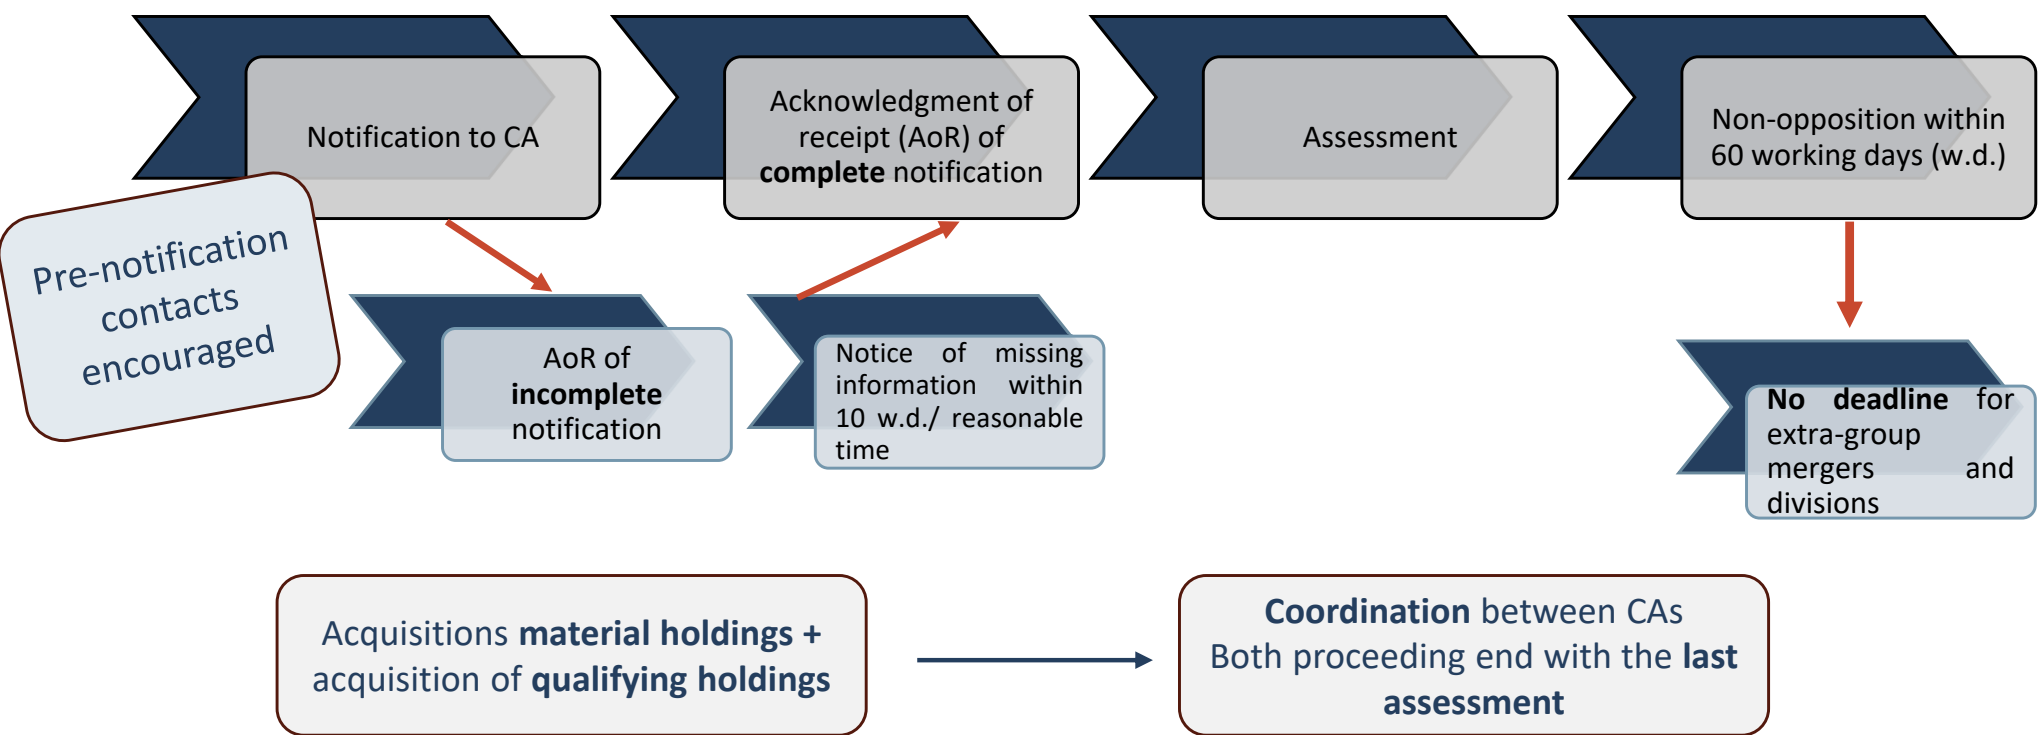 Notification to CA
Acknowledgment of
receipt (AoR) of
complete notification
Assessment
Non-opposition within
60 working days (w.d.)
Pre-notification
contacts
encouraged
AoR of
incomplete
notification
Notice of missing
information within
10 w.d./ reasonable
time
No deadline for
extra-group
mergers and
divisions
Acquisitions material holdings +
acquisition of qualifying holdings
Coordination between CAs
Both proceeding end with the last
assessment